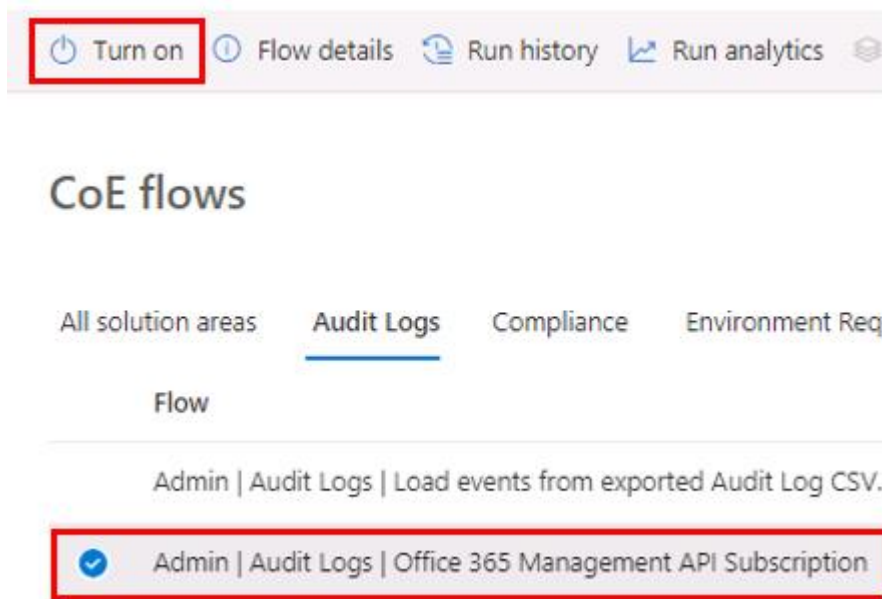 Turn on Flow details Run history Run analytics
CoE flows
All solution areas Audit Logs Compliance Environment Req
Flow
Admin | Audit Logs | Load events from exported Audit Log CSV.
Admin | Audit Logs | Office 365 Management API Subscription